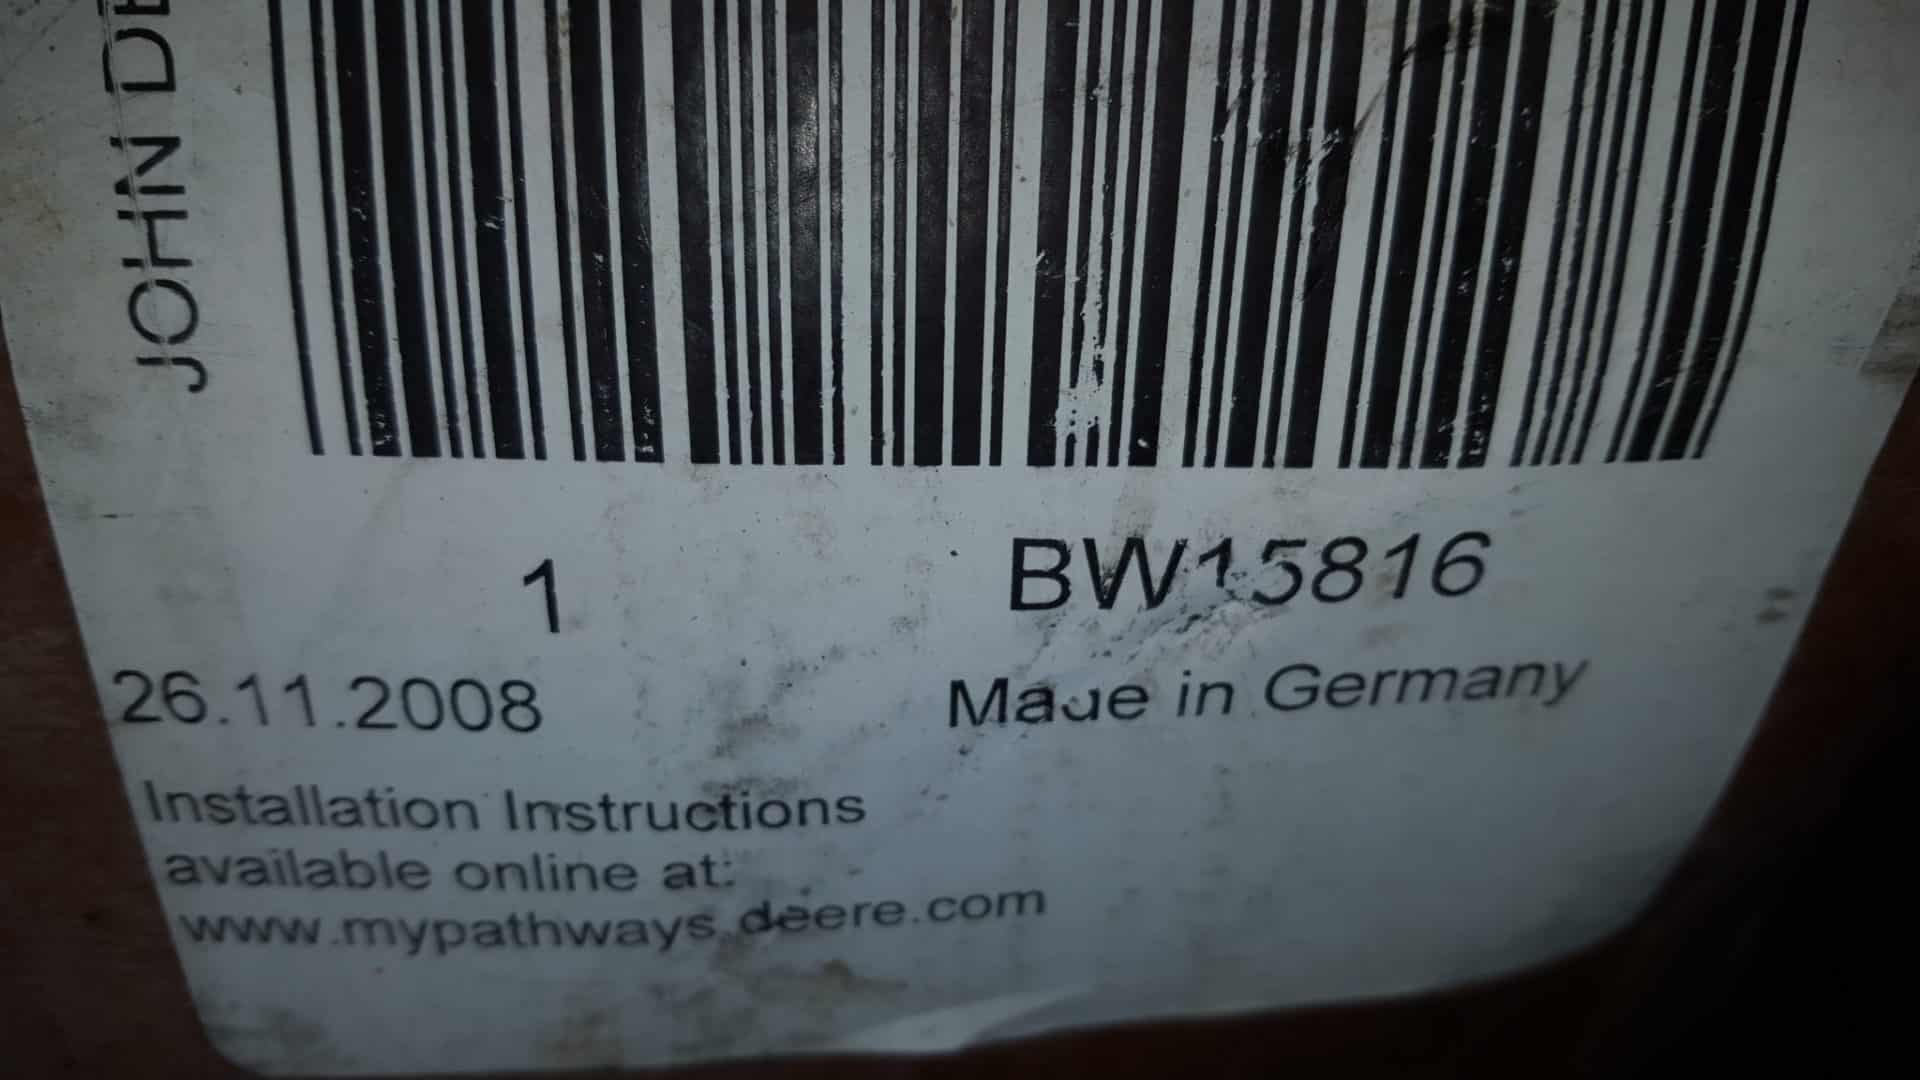 JOHN DE
1 BW15816
26.11.2008 Made in Germany
Installation Instructions
available online at:
www.mypathways.deere.com